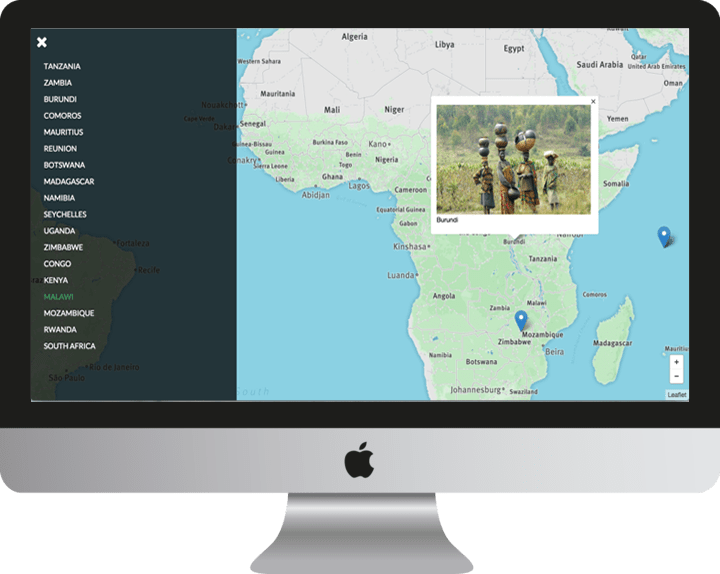 TANZANIA
ZAMBIA
BURUNDI
COMOROS
MAURITIUS
REUNION
BOTSWANA
MADAGASCAR
NAMIBIA
SEYCHELLES
UGANDA
ZIMBABWE
CONGO
KENYA
MALAWI
MOZAMBIQUE
RWANDA
SOUTH AFRICA
Algeria
Libya
Egypt
Western Sahara
Saudi Arabia
Qatar
United Arab Emirates
Oman
Mauritania
Mali
Niger
Nouakchott
Cape Verde
Dakar
Senegal
Yemen
Guinea-Bissau
Guinea
Burkina Faso
Kano
Benin
Togo
Nigeria
Conakry
Sierra Leone
Liberia
Ghana
Lagos
Abidjan
Cameroon
Somalia
Equatorial Guinea
Gabon
Burundi
Nairobi
Burundi
Kinshasa
Tanzania
Luanda
Fortaleza
Recife
Angola
Zambia
Malawi
Comoros
Mozambique
Zimbabwe
Beira
Madagascar
Namibia
Botswana
Rio de Janeiro
São Paulo
South
Johannesburg
Swaziland
+
−
Leaflet